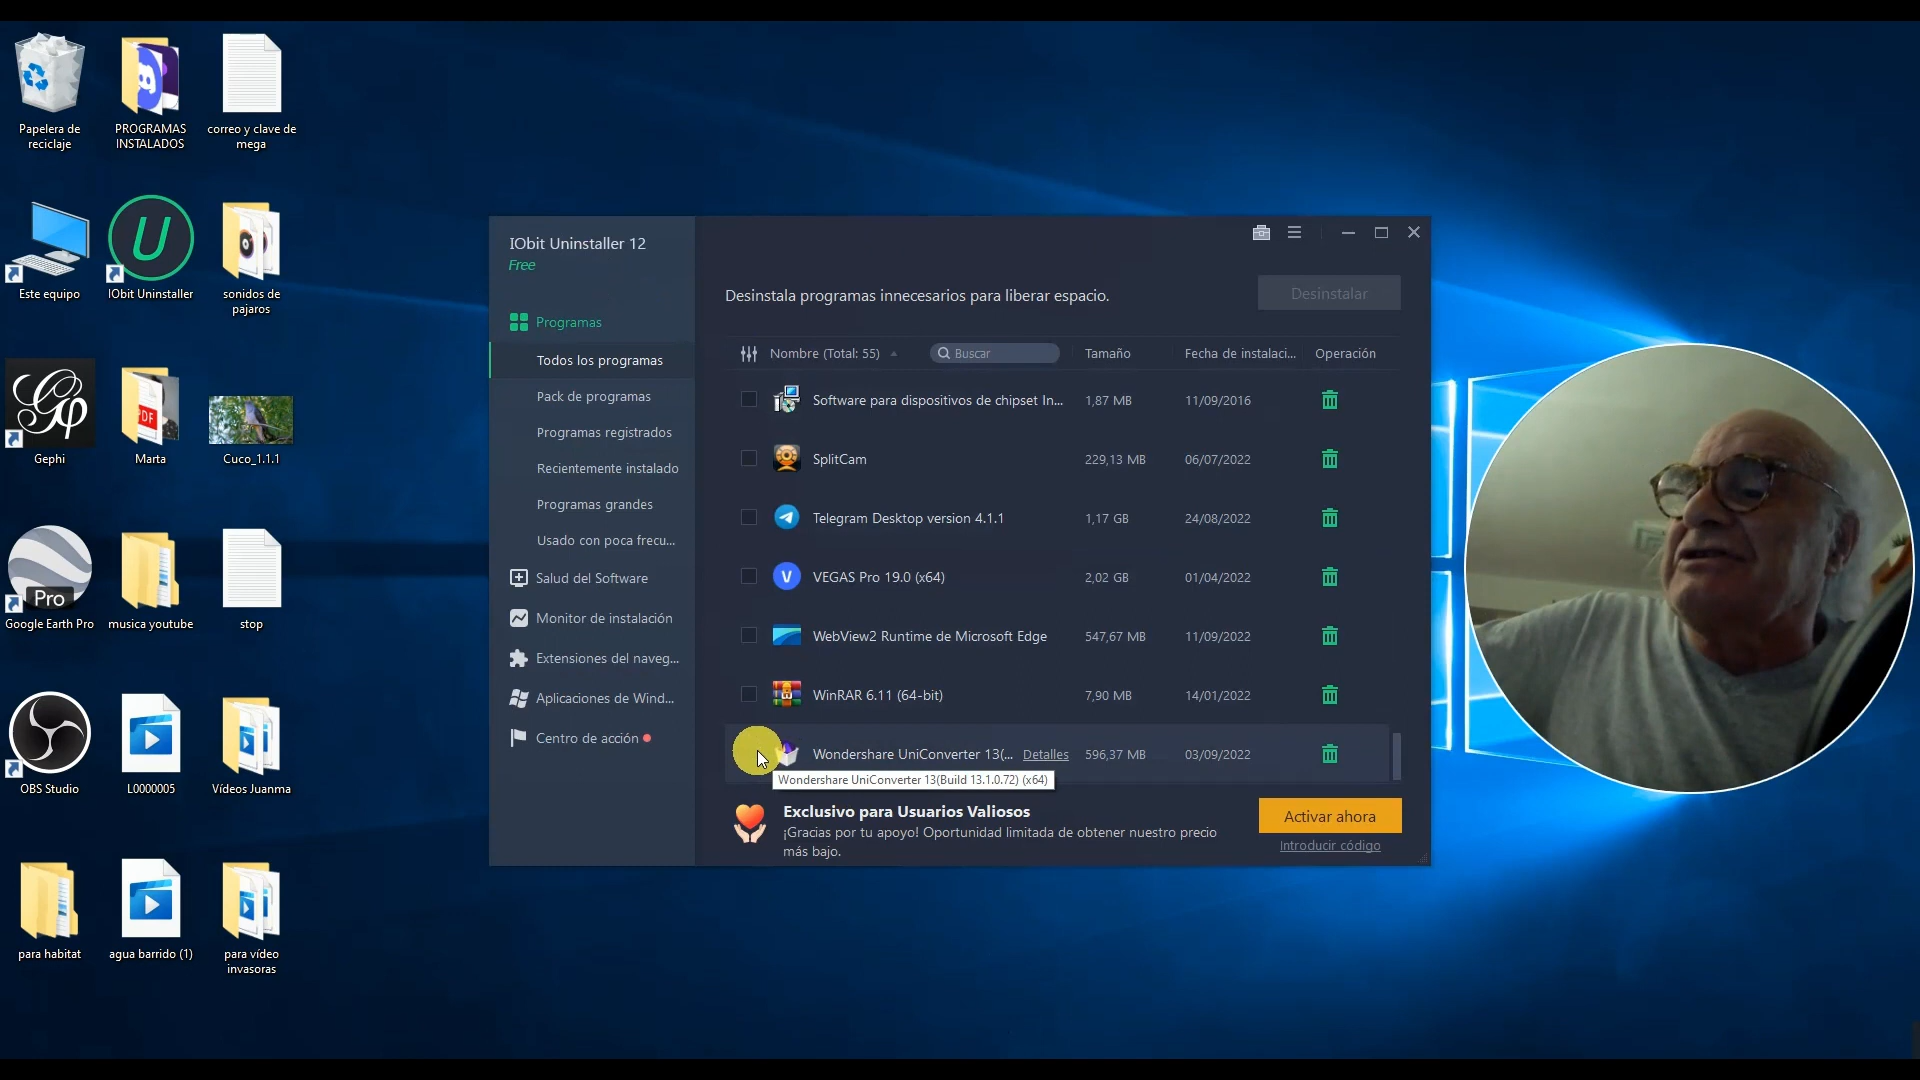 Papelera de
reciclaje
PROGRAMAS
INSTALADOS
correo y clave de
mega
Este equipo
IObit Uninstaller
sonidos de
pajaros
Gephi
PDF
Marta
Cuco_1.1.1
Pro
Google Earth Pro
musica youtube
stop
OBS Studio
L0000005
Vídeos Juanma
para habitat
agua barrido (1)
para vídeo
invasoras
IObit Uninstaller 12
Free
Programas
Todos los programas
Pack de programas
Programas registrados
Recientemente instalado
Programas grandes
Usado con poca frecu...
Salud del Software
Monitor de instalación
Extensiones del naveg...
Aplicaciones de Wind...
Centro de acción
Desinstala programas innecesarios para liberar espacio.
Desinstalar
Nombre (Total: 55) Buscar Tamaño Fecha de instalaci... Operación
Software para dispositivos de chipset In... 1,87 MB 11/09/2016
SplitCam 229,13 MB 06/07/2022
Telegram Desktop version 4.1.1 1,17 GB 24/08/2022
VEGAS Pro 19.0 (x64) 2,02 GB 01/04/2022
WebView2 Runtime de Microsoft Edge 547,67 MB 11/09/2022
WinRAR 6.11 (64-bit) 7,90 MB 14/01/2022
Wondershare UniConverter 13(... Detalles 596,37 MB 03/09/2022
Wondershare UniConverter 13(Build 13.1.0.72) (x64)
Exclusivo para Usuarios Valiosos
¡Gracias por tu apoyo! Oportunidad limitada de obtener nuestro precio
más bajo.
Activar ahora
Introducir código